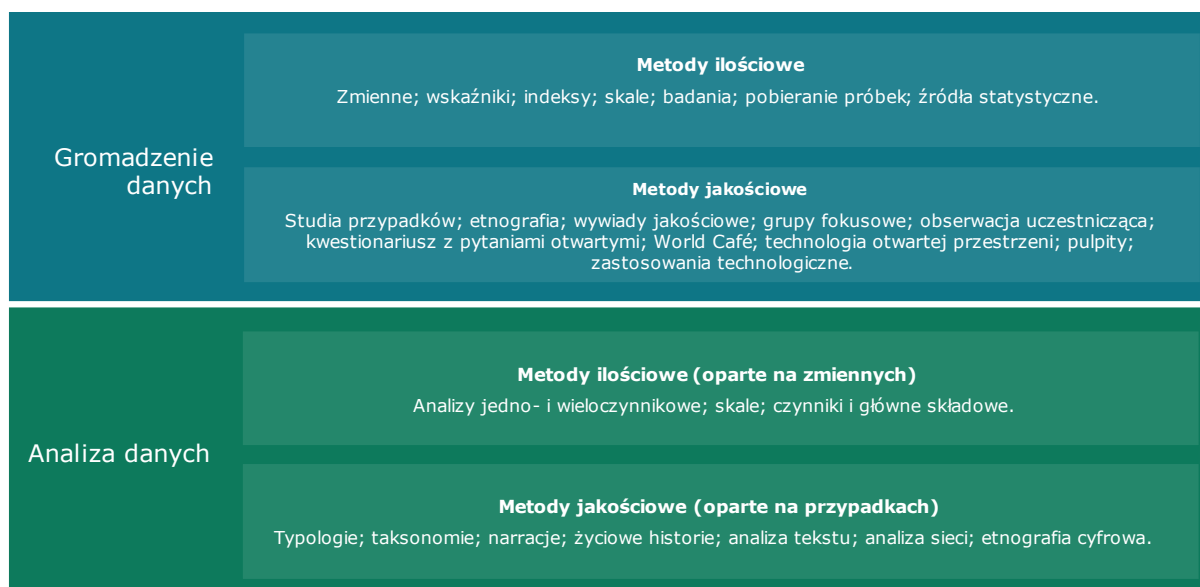 Gromadzenie
danych
Metody ilościowe
Zmienne; wskaźniki; indeksy; skale; badania; pobieranie próbek; źródła statystyczne.
Metody jakościowe
Studia przypadków; etnografia; wywiady jakościowe; grupy fokusowe; obserwacja uczestnicząca;
kwestionariusz z pytaniami otwartymi; World Café; technologia otwartej przestrzeni; pulpity;
zastosowania technologiczne.
Analiza danych
Metody ilościowe (oparte na zmiennych)
Analizy jedno- i wieloczynnikowe; skale; czynniki i główne składowe.
Metody jakościowe (oparte na przypadkach)
Typologie; taksonomie; narracje; życiowe historie; analiza tekstu; analiza sieci; etnografia cyfrowa.